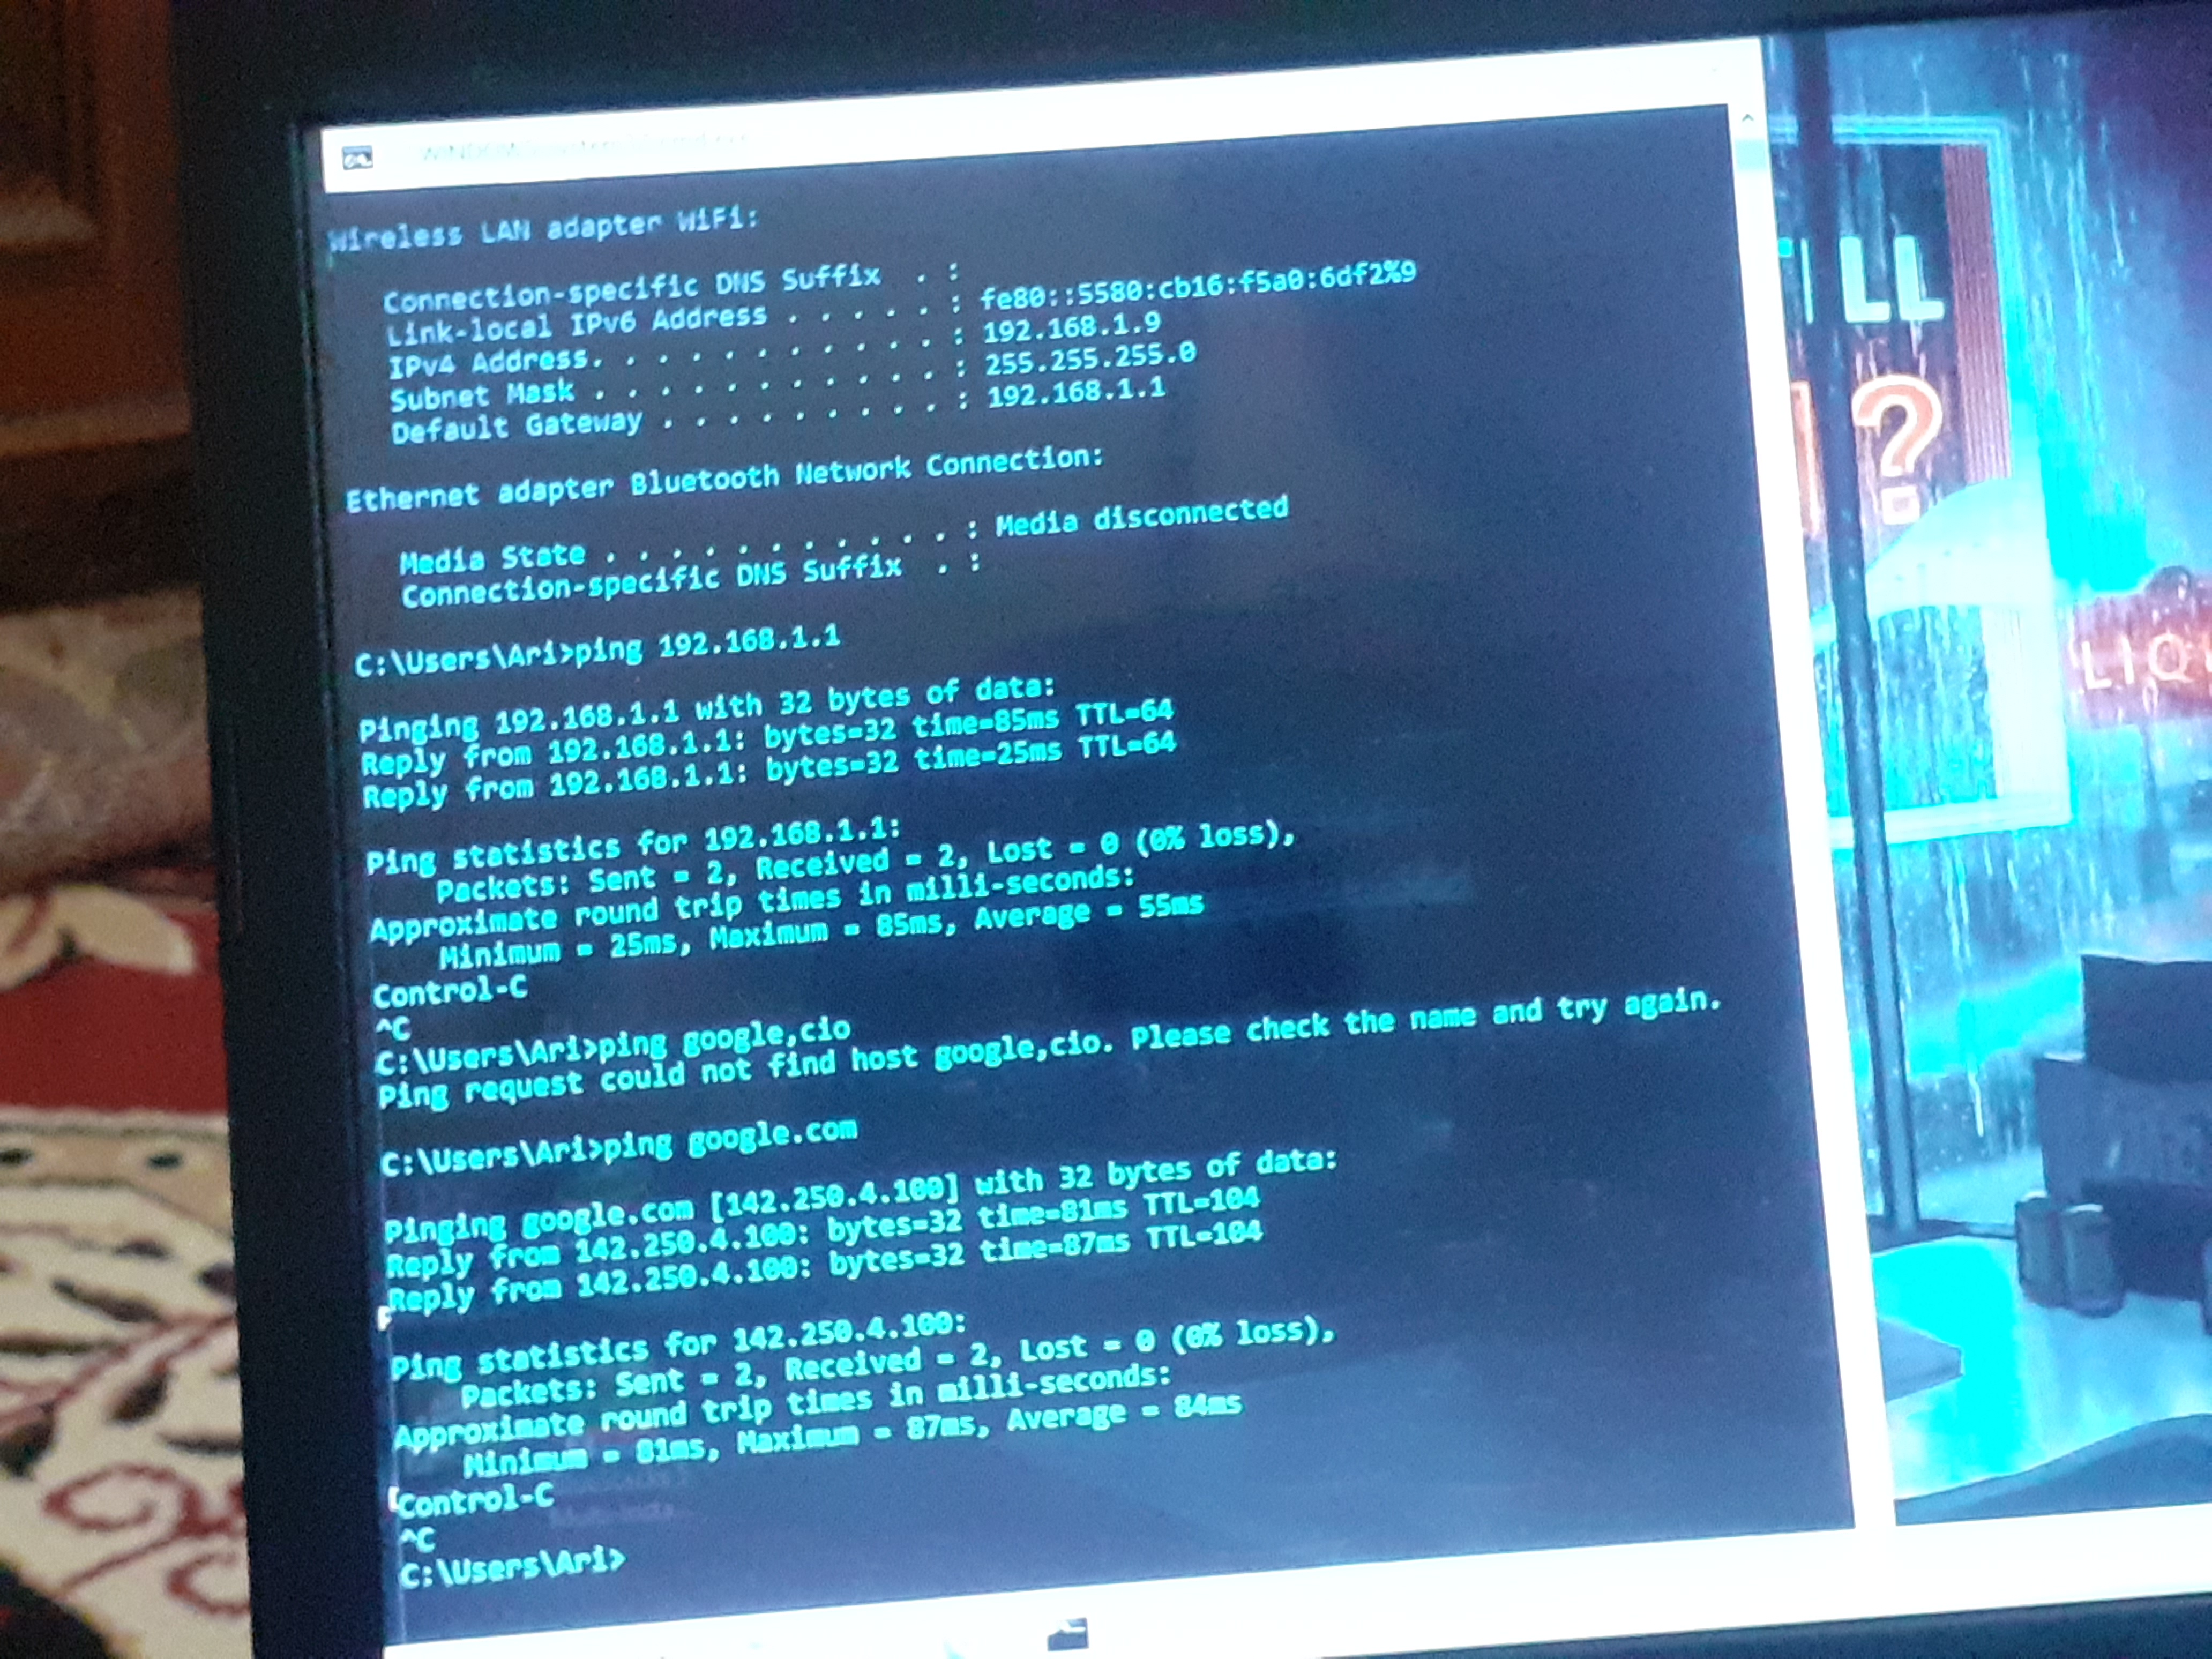 Wireless LAN adapter WiFi:
Connection-specific DNS Suffix . :
Link-local IPv6 Address . . . . . : fe80::5580:cb16:f5a0:6df2%9
IPv4 Address. . . . . . . . . . . : 192.168.1.9
Subnet Mask . . . . . . . . . . . : 255.255.255.0
Default Gateway . . . . . . . . . : 192.168.1.1
Ethernet adapter Bluetooth Network Connection:
Media State . . . . . . . . . . . : Media disconnected
Connection-specific DNS Suffix . :
C:\Users\Ari>ping 192.168.1.1
Pinging 192.168.1.1 with 32 bytes of data:
Reply from 192.168.1.1: bytes=32 time=85ms TTL=64
Reply from 192.168.1.1: bytes=32 time=25ms TTL=64
Ping statistics for 192.168.1.1:
Packets: Sent = 2, Received = 2, Lost = 0 (0% loss),
Approximate round trip times in milli-seconds:
Minimum = 25ms, Maximum = 85ms, Average = 55ms
Control-C
^C
C:\Users\Ari>ping google,cio
Ping request could not find host google,cio. Please check the name and try again.
C:\Users\Ari>ping google.com
Pinging google.com [142.250.4.100] with 32 bytes of data:
Reply from 142.250.4.100: bytes=32 time=81ms TTL=104
Reply from 142.250.4.100: bytes=32 time=87ms TTL=104
Ping statistics for 142.250.4.100:
Packets: Sent = 2, Received = 2, Lost = 0 (0% loss),
Approximate round trip times in milli-seconds:
Minimum = 81ms, Maximum = 87ms, Average = 84ms
Control-C
^C
C:\Users\Ari>
LL
?
LIQ